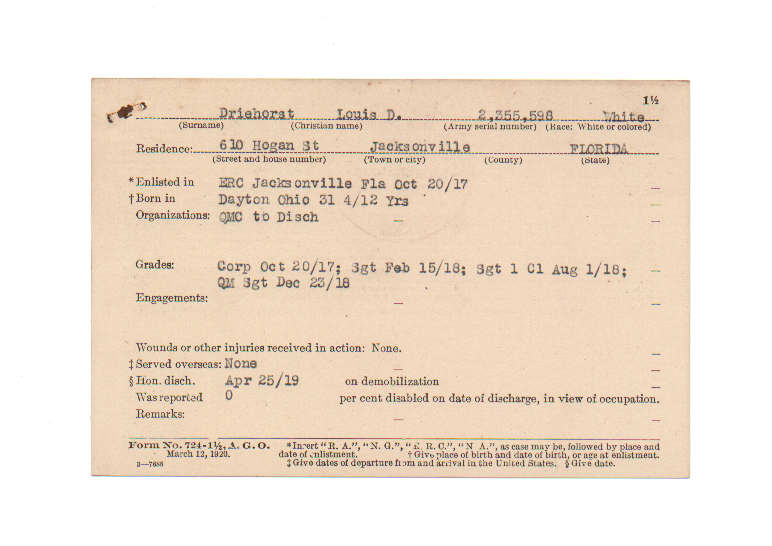 1½
Driehorst Louis D. 2,355,598 White
(Surname) (Christian name) (Army serial number) (Race: White or colored)
Residence: 610 Hogan St Jacksonville FLORIDA
(Street and house number) (Town or city) (County) (State)
*Enlisted in ERC Jacksonville Fla Oct 20/17
†Born in Dayton Ohio 31 4/12 Yrs
Organizations: QMC to Disch
Grades: Corp Oct 20/17; Sgt Feb 15/18; Sgt 1 Cl Aug 1/18;
QM Sgt Dec 23/18
Engagements:
Wounds or other injuries received in action: None.
‡Served overseas: None
§Hon. disch. Apr 25/19 on demobilization
Was reported 0 per cent disabled on date of discharge, in view of occupation.
Remarks:
Form No. 724-1½, A. G. O. *Insert "R. A.", "N. G.", "E. R. C.", "N. A.", as case may be, followed by place and
March 12, 1920. date of enlistment. †Give place of birth and date of birth, or age at enlistment.
3—7688 ‡Give dates of departure from and arrival in the United States. §Give date.